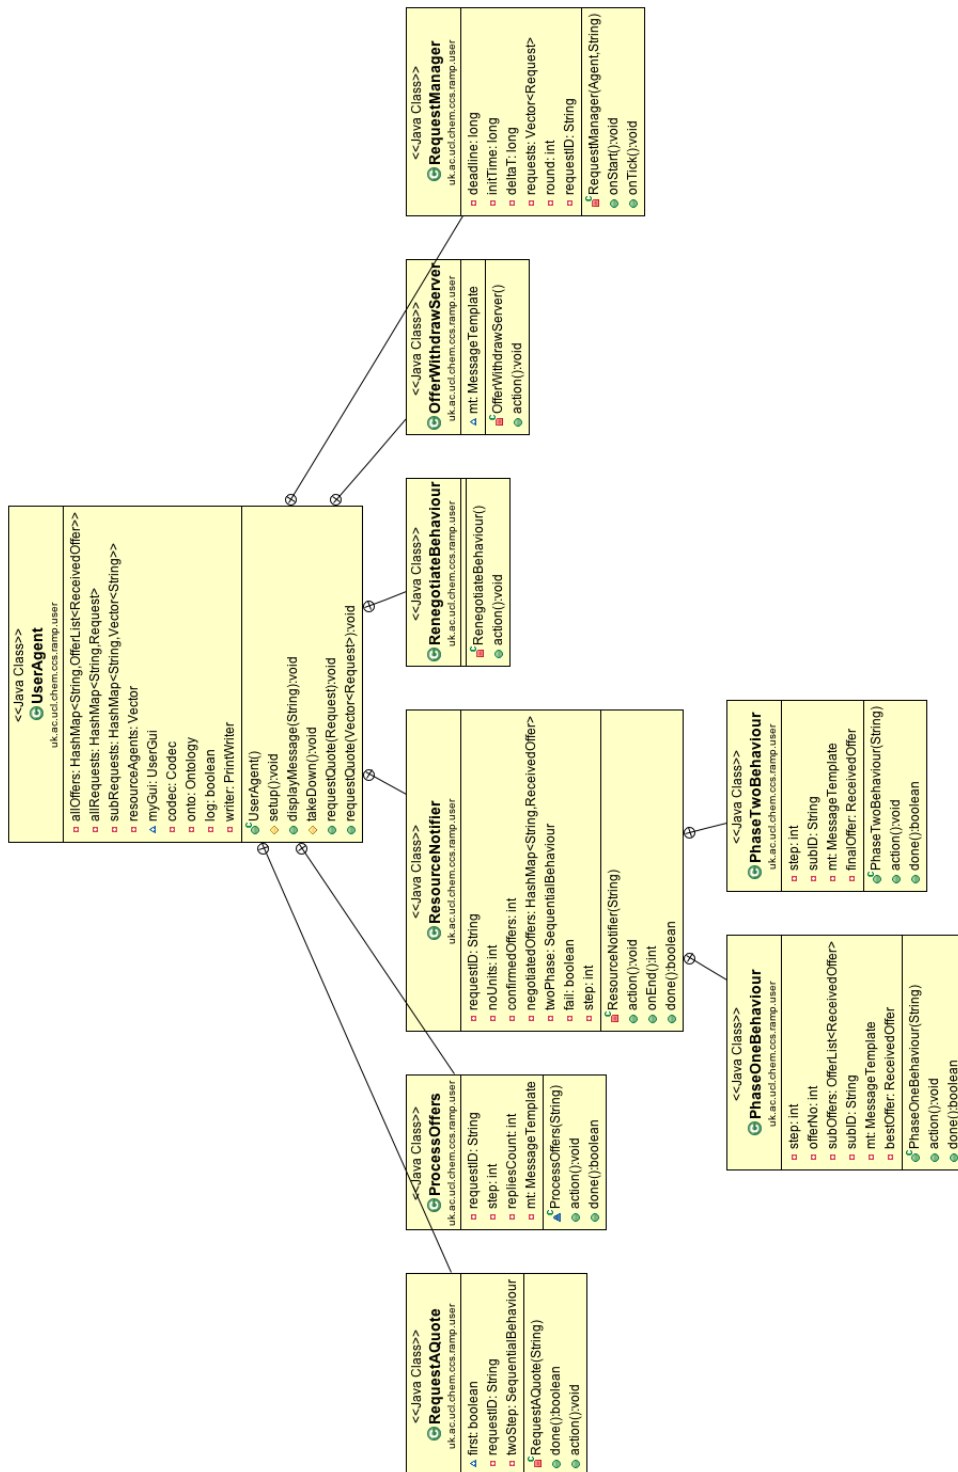 <<Java Class>>
UserAgent
uk.ac.ucl.chem.ccs.ramp.user
allOffers: HashMap<String,OfferList<ReceivedOffer>>
allRequests: HashMap<String,Request>
subRequests: HashMap<String,Vector<String>>
resourceAgents: Vector
myGui: UserGui
codec: Codec
onto: Ontology
log: boolean
writer: PrintWriter
UserAgent()
setup():void
displayMessage(String):void
takeDown():void
requestQuote(Request):void
requestQuote(Vector<Request>):void
<<Java Class>>
RequestAQuote
uk.ac.ucl.chem.ccs.ramp.user
first: boolean
requestID: String
twoStep: SequentialBehaviour
RequestAQuote(String)
done():boolean
action():void
<<Java Class>>
ProcessOffers
uk.ac.ucl.chem.ccs.ramp.user
requestID: String
step: int
repliesCount: int
mt: MessageTemplate
ProcessOffers(String)
action():void
done():boolean
<<Java Class>>
ResourceNotifier
uk.ac.ucl.chem.ccs.ramp.user
requestID: String
noUnits: int
confirmedOffers: int
negotiatedOffers: HashMap<String,ReceivedOffer>
twoPhase: SequentialBehaviour
fail: boolean
step: int
ResourceNotifier(String)
action():void
onEnd():int
done():boolean
<<Java Class>>
RenegotiateBehaviour
uk.ac.ucl.chem.ccs.ramp.user
RenegotiateBehaviour()
action():void
<<Java Class>>
OfferWithdrawServer
uk.ac.ucl.chem.ccs.ramp.user
mt: MessageTemplate
OfferWithdrawServer()
action():void
<<Java Class>>
RequestManager
uk.ac.ucl.chem.ccs.ramp.user
deadline: long
initTime: long
deltaT: long
requests: Vector<Request>
round: int
requestID: String
RequestManager(Agent,String)
onStart():void
onTick():void
<<Java Class>>
PhaseOneBehaviour
uk.ac.ucl.chem.ccs.ramp.user
step: int
offerNo: int
subOffers: OfferList<ReceivedOffer>
subID: String
mt: MessageTemplate
bestOffer: ReceivedOffer
PhaseOneBehaviour(String)
action():void
done():boolean
<<Java Class>>
PhaseTwoBehaviour
uk.ac.ucl.chem.ccs.ramp.user
step: int
subID: String
mt: MessageTemplate
finalOffer: ReceivedOffer
PhaseTwoBehaviour(String)
action():void
done():boolean